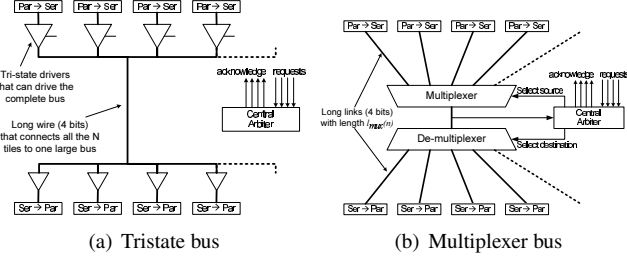 Par → Ser Par → Ser Par → Ser Par → Ser
Tri-state drivers
that can drive the
complete bus
acknowledge requests
Central
Arbiter
Long wire (4 bits)
that connects all the N
tiles to one large bus
Ser → Par Ser → Par Ser → Par Ser → Par
(a) Tristate bus
Par → Ser Par → Ser Par → Ser Par → Ser
acknowledge requests
Select source
Multiplexer
Long links (4 bits)
with length lmux(n)
Central
Arbiter
De-multiplexer
Select destination
Ser → Par Ser → Par Ser → Par Ser → Par
(b) Multiplexer bus